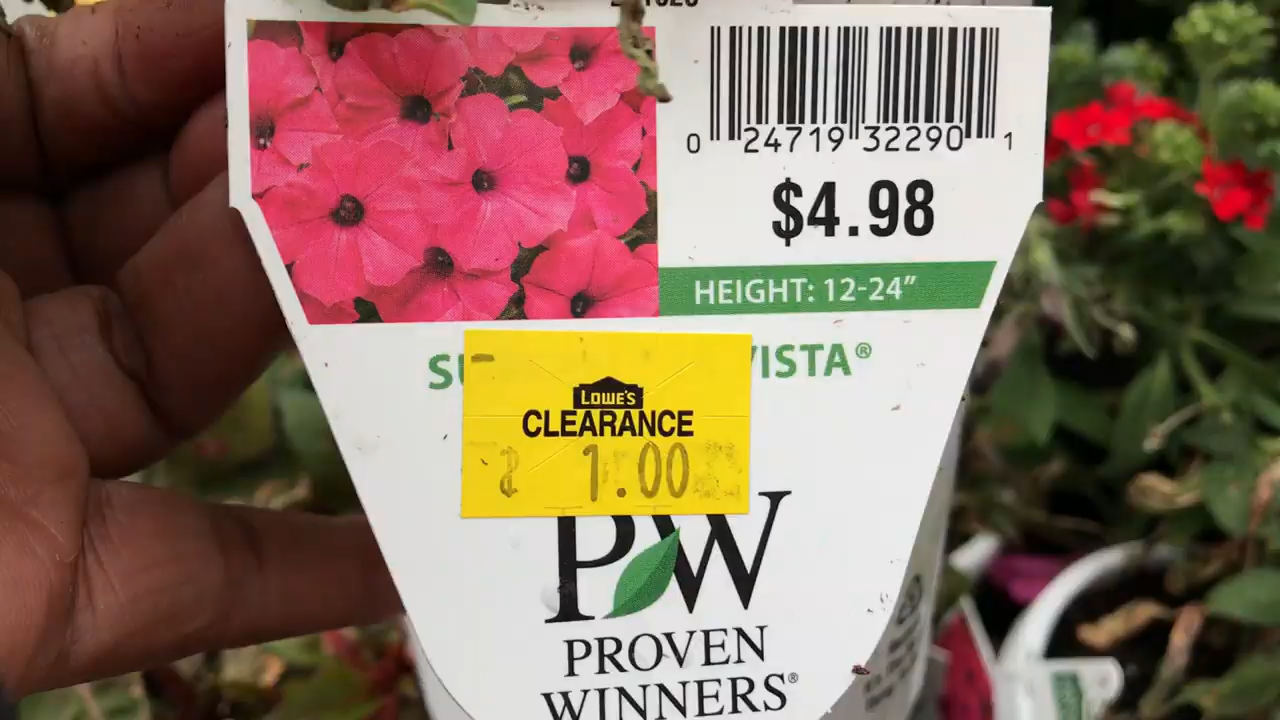 0 24719 32290 1
$4.98
HEIGHT: 12-24”
VISTA®
LOWE'S
CLEARANCE
1.00
PW
PROVEN
WINNERS®